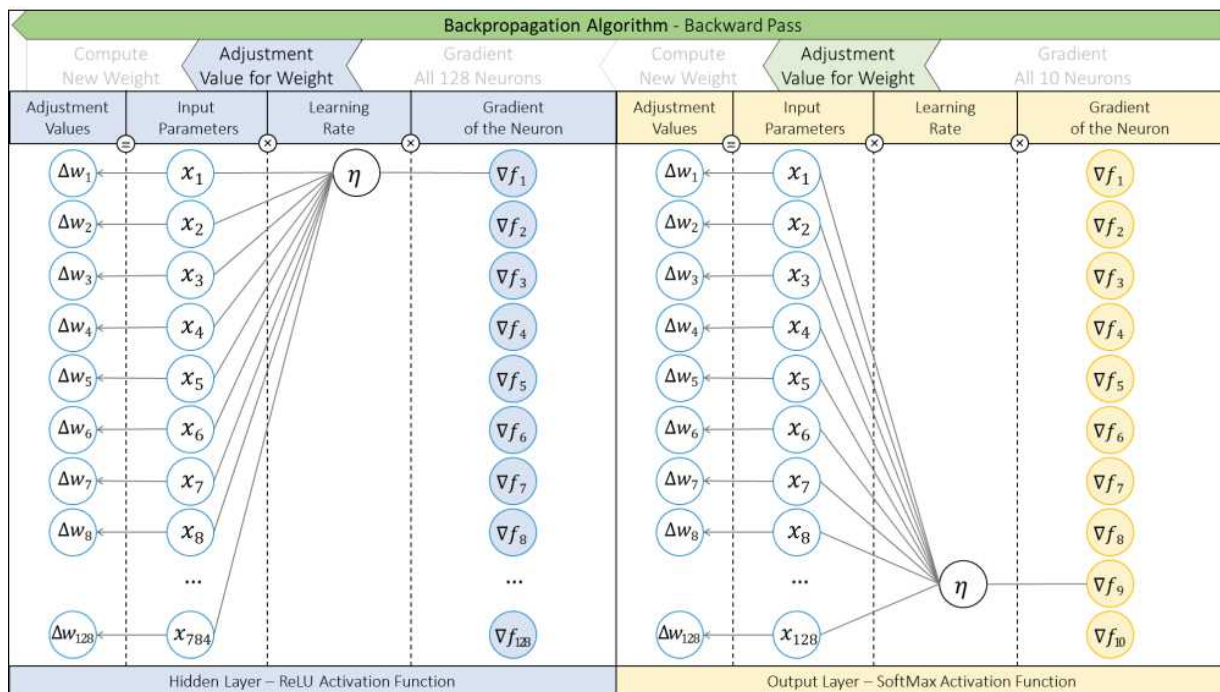 Backpropagation Algorithm - Backward Pass
Compute
New Weight
Adjustment
Value for Weight
Gradient
All 128 Neurons
Compute
New Weight
Adjustment
Value for Weight
Gradient
All 10 Neurons
Adjustment
Values
=
Input
Parameters
×
Learning
Rate
×
Gradient
of the Neuron
Adjustment
Values
=
Input
Parameters
×
Learning
Rate
×
Gradient
of the Neuron
Δw₁ x₁ η ∇f₁ Δw₁ x₁ ∇f₁
Δw₂ x₂ ∇f₂ Δw₂ x₂ ∇f₂
Δw₃ x₃ ∇f₃ Δw₃ x₃ ∇f₃
Δw₄ x₄ ∇f₄ Δw₄ x₄ ∇f₄
Δw₅ x₅ ∇f₅ Δw₅ x₅ ∇f₅
Δw₆ x₆ ∇f₆ Δw₆ x₆ ∇f₆
Δw₇ x₇ ∇f₇ Δw₇ x₇ ∇f₇
Δw₈ x₈ ∇f₈ Δw₈ x₈ ∇f₈
... ... ... η ∇f₉
Δw₁₂₈ x₇₈₄ ∇f₁₂₈ Δw₁₂₈ x₁₂₈ ∇f₁₀
Hidden Layer – ReLU Activation Function
Output Layer – SoftMax Activation Function